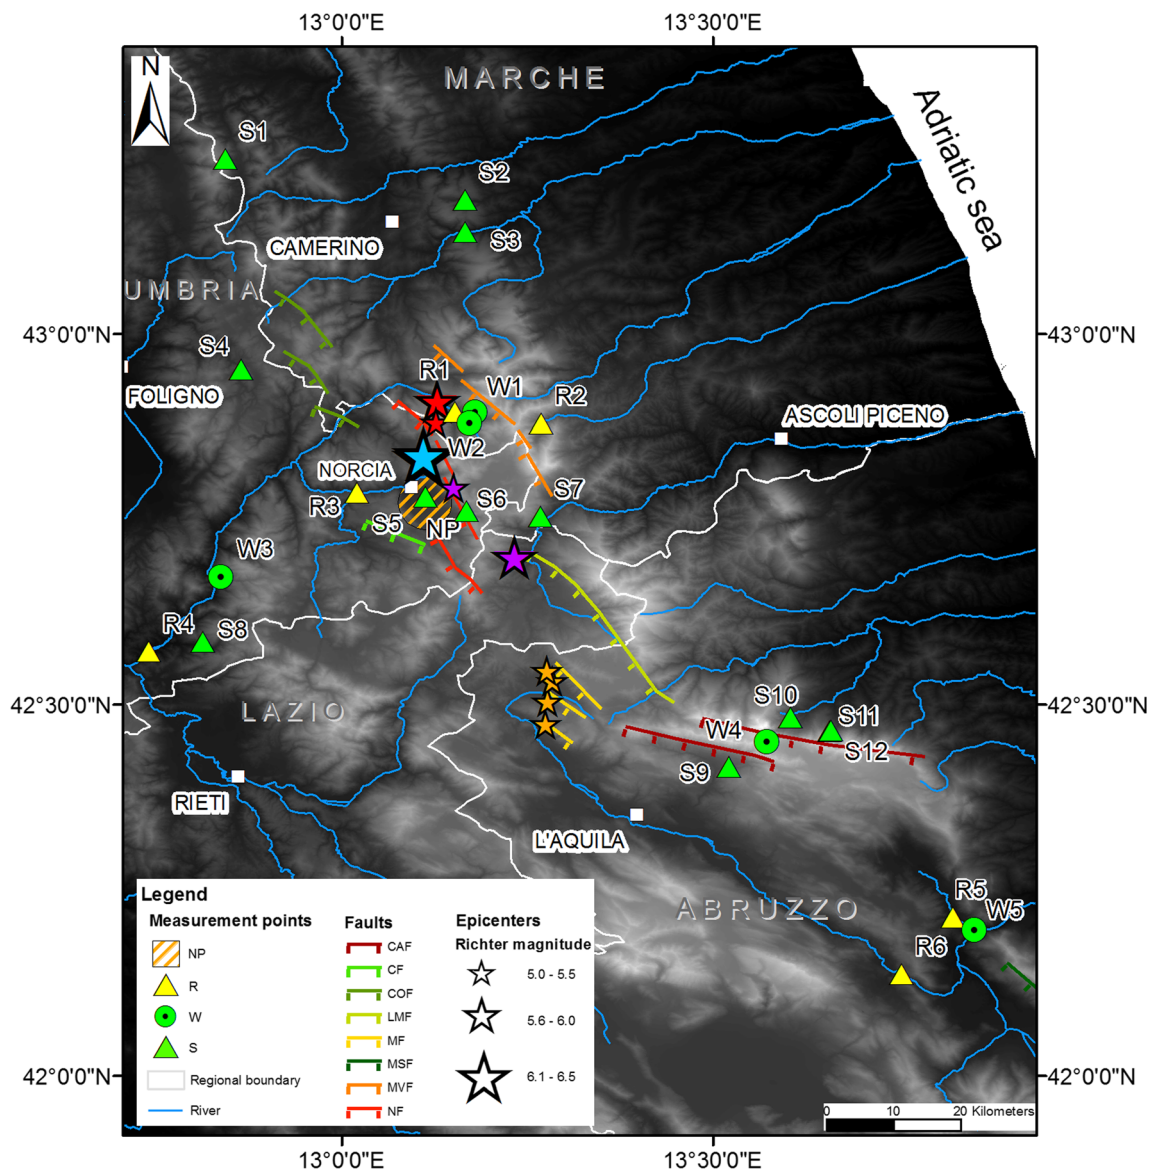 13°0'0"E
13°30'0"E
N
MARCHE
Adriatic sea
S1
S2
S3
CAMERINO
UMBRIA
43°0'0"N
43°0'0"N
S4
FOLIGNO
R1
W1
R2
ASCOLI PICENO
W2
NORCIA
R3
S5
NP
S6
S7
W3
R4
S8
42°30'0"N
42°30'0"N
LAZIO
S10
S11
W4
S12
S9
RIETI
L'AQUILA
ABRUZZO
R5
W5
R6
Legend
Measurement points
NP
R
W
S
Regional boundary
River
Faults
CAF
CF
COF
LMF
MF
MSF
MVF
NF
Epicenters
Richter magnitude
5.0 - 5.5
5.6 - 6.0
6.1 - 6.5
42°0'0"N
42°0'0"N
0 10 20 Kilometers
13°0'0"E
13°30'0"E